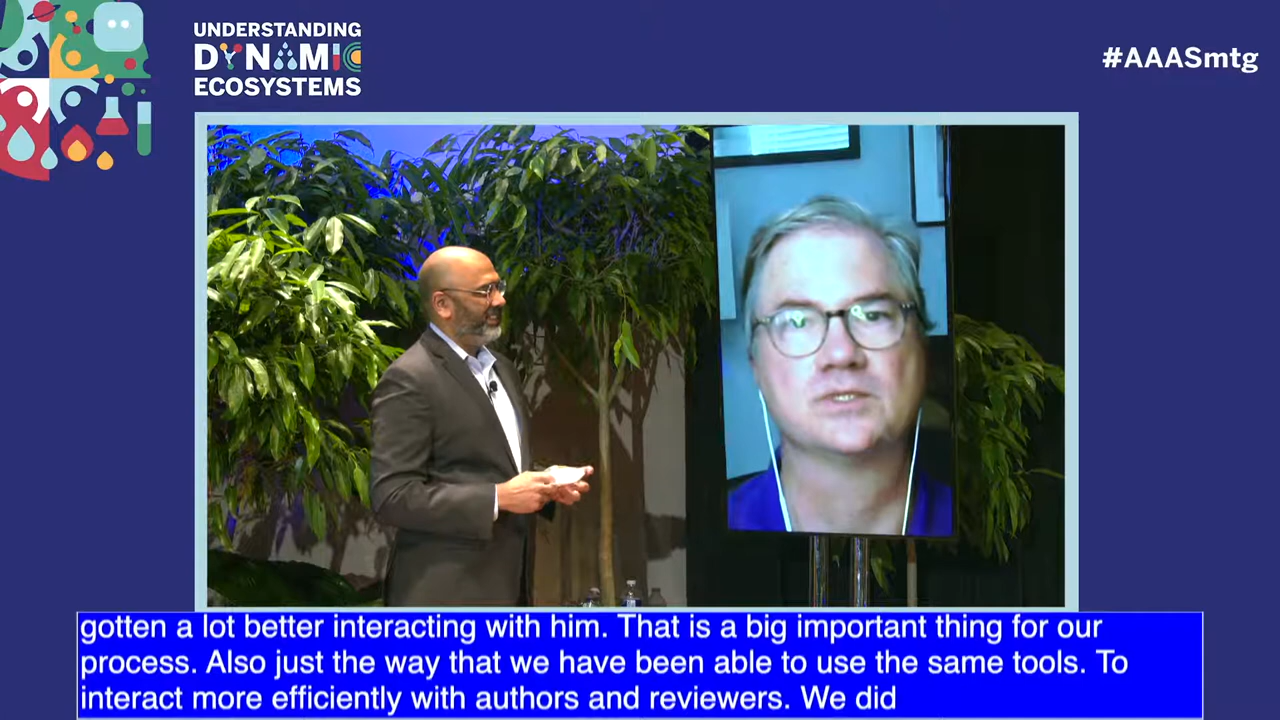 UNDERSTANDING
DYNAMIC
ECOSYSTEMS
#AAASmtg
gotten a lot better interacting with him. That is a big important thing for our
process. Also just the way that we have been able to use the same tools. To
interact more efficiently with authors and reviewers. We did